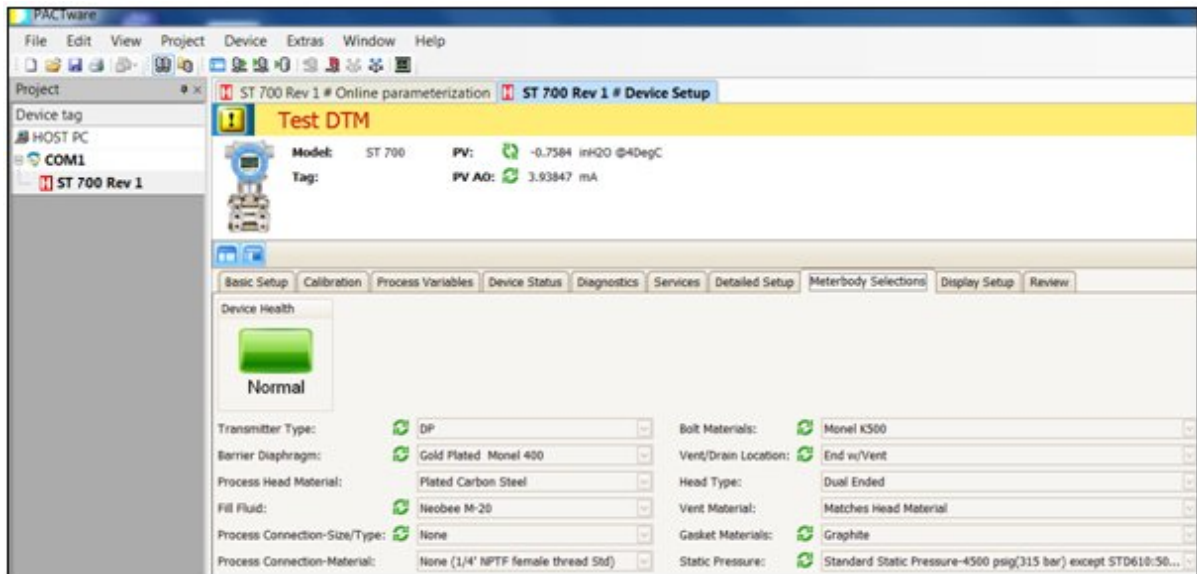 PACTware
File Edit View Project Device Extras Window Help
Project
Device tag
HOST PC
COM1
ST 700 Rev 1
ST 700 Rev 1 # Online parameterization
ST 700 Rev 1 # Device Setup
Test DTM
Model: ST 700 PV: -0.7584 inH2O @4DegC
Tag: PV AO: 3.93847 mA
Basic Setup Calibration Process Variables Device Status Diagnostics Services Detailed Setup Meterbody Selections Display Setup Review
Device Health
Normal
Transmitter Type: DP Bolt Materials: Monel K500
Barrier Diaphragm: Gold Plated Monel 400 Vent/Drain Location: End w/Vent
Process Head Material: Plated Carbon Steel Head Type: Dual Ended
Fill Fluid: Neobee M-20 Vent Material: Matches Head Material
Process Connection-Size/Type: None Gasket Materials: Graphite
Process Connection-Material: None (1/4' NPTF female thread Std) Static Pressure: Standard Static Pressure-4500 psig(315 bar) except STD610:50...